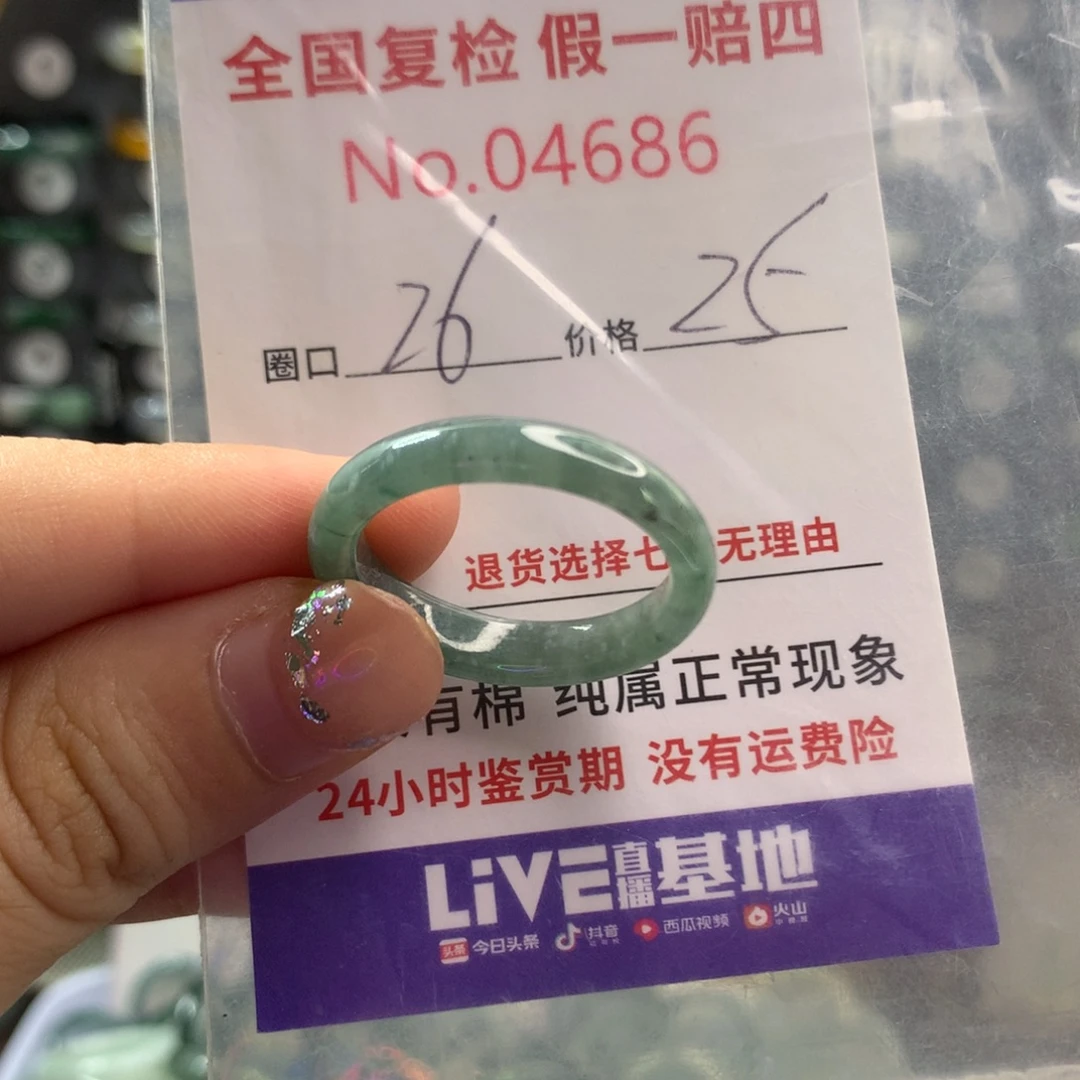 全国复检 假一赔四
No.04686
圈口 26 价格 25
退货选择七 无理由
有棉 纯属正常现象
24小时鉴赏期 没有运费险
LiVE直播基地
头条 今日头条 抖音 西瓜视频 火山